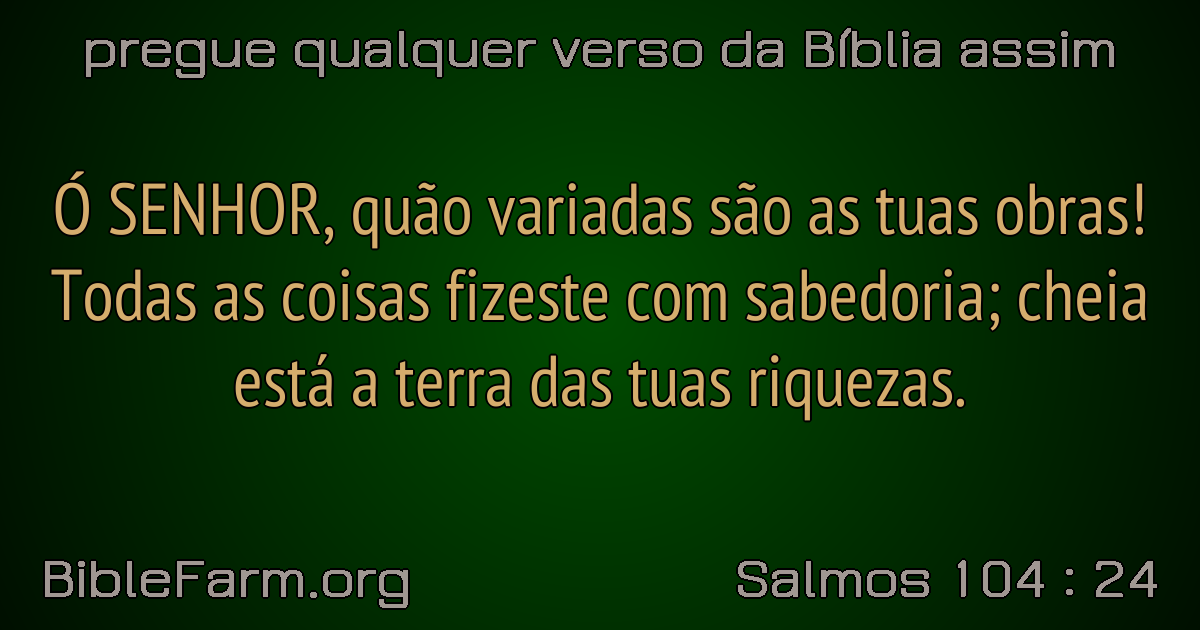 pregue qualquer verso da Bíblia assim
Ó SENHOR, quão variadas são as tuas obras!
Todas as coisas fizeste com sabedoria; cheia
está a terra das tuas riquezas.
BibleFarm.org
Salmos 104 : 24